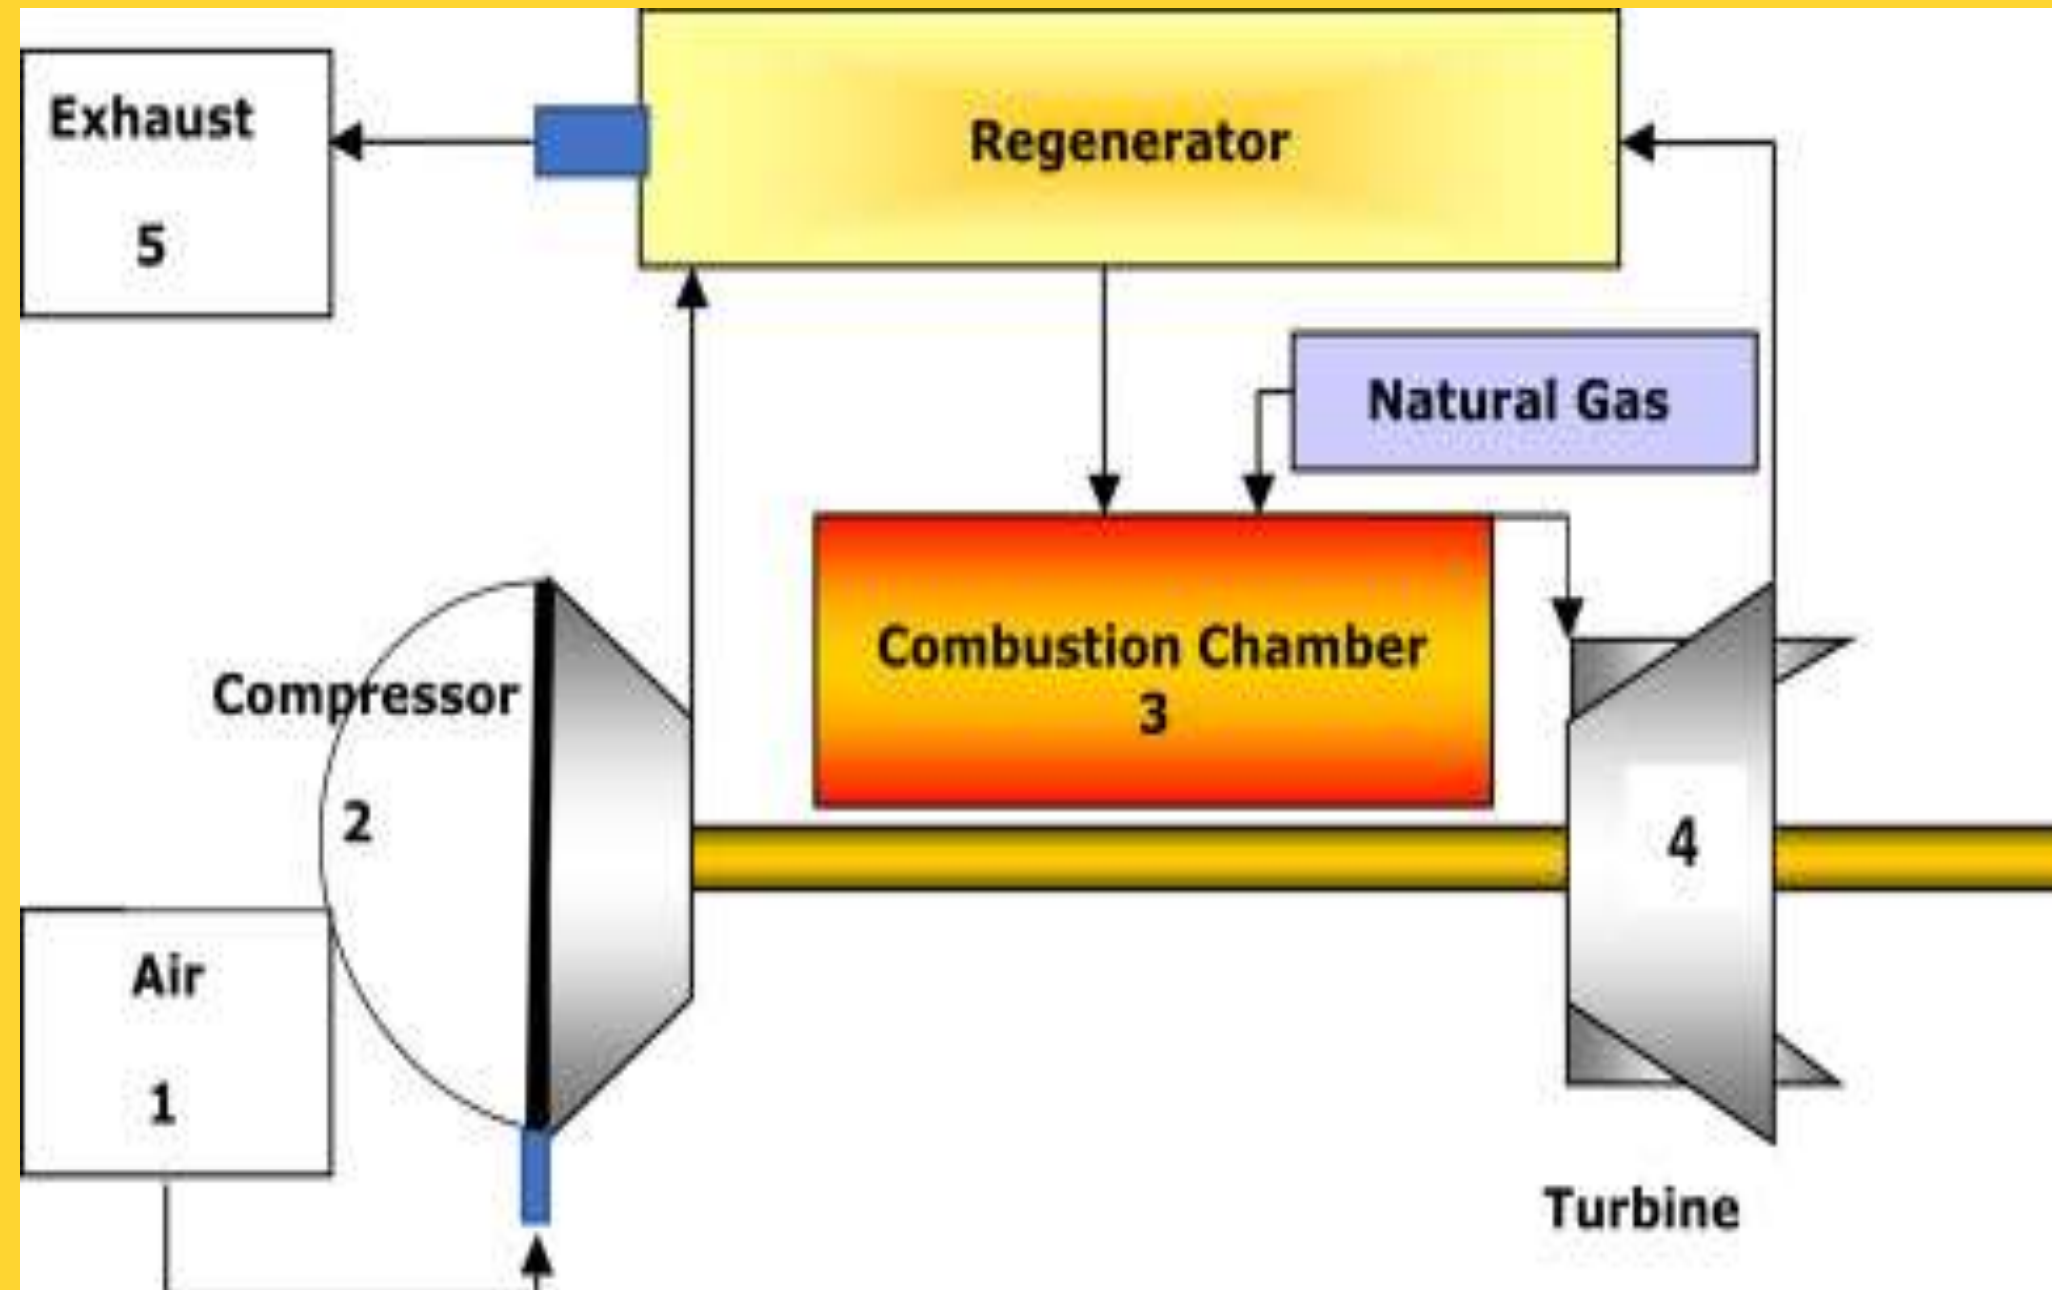 Exhaust
5
Regenerator
Natural Gas
Combustion Chamber
3
Compressor
2
4
Air
1
Turbine